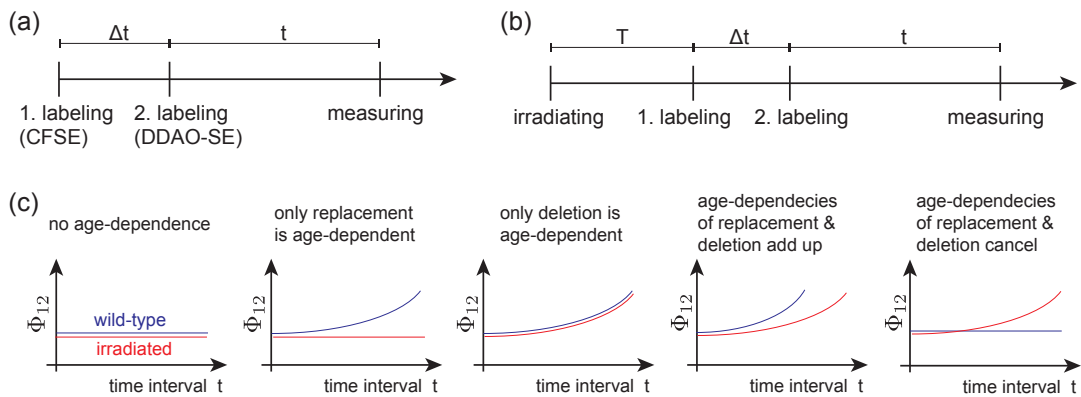 (a)
Δt
t
1. labeling
(CFSE)
2. labeling
(DDAO-SE)
measuring
(b)
T
Δt
t
irradiating
1. labeling
2. labeling
measuring
(c)
no age-dependence
Φ12
wild-type
irradiated
time interval t
only replacement
is age-dependent
Φ12
time interval t
only deletion is
age-dependent
Φ12
time interval t
age-dependecies
of replacement &
deletion add up
Φ12
time interval t
age-dependecies
of replacement &
deletion cancel
Φ12
time interval t